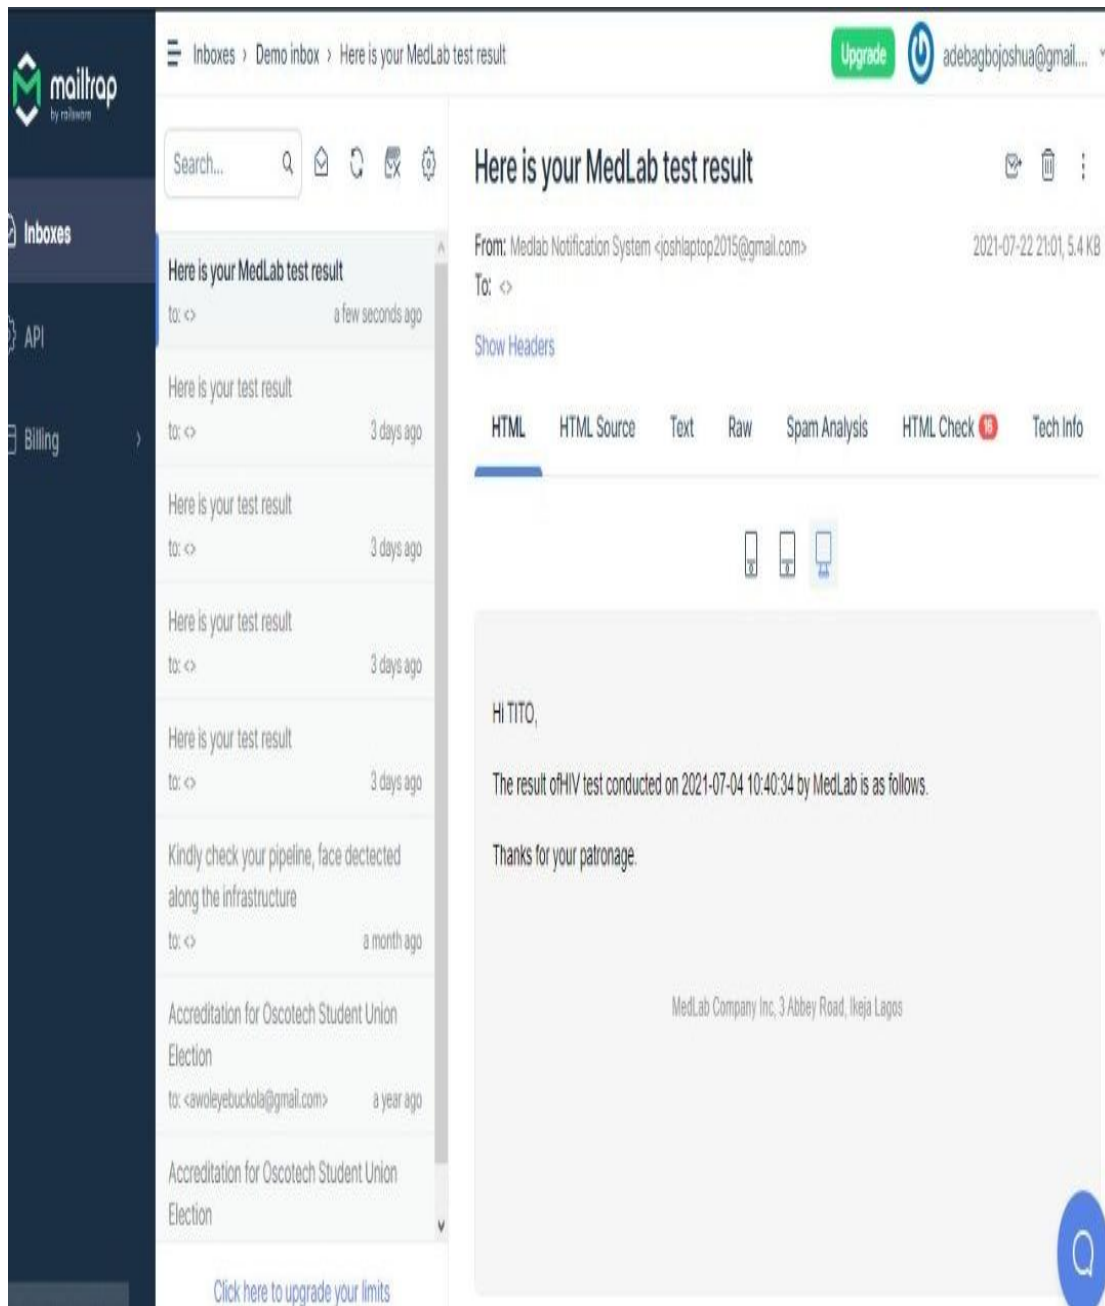 mailtrap
by railsware
Inboxes
API
Billing
Inboxes > Demo inbox > Here is your MedLab test result
Upgrade
adebagbojoshua@gmail....
Search...
Here is your MedLab test result
to: <>
a few seconds ago
Here is your test result
to: <>
3 days ago
Here is your test result
to: <>
3 days ago
Here is your test result
to: <>
3 days ago
Here is your test result
to: <>
3 days ago
Kindly check your pipeline, face dectected
along the infrastructure
to: <>
a month ago
Accreditation for Oscotech Student Union
Election
to: <awoleyebuckola@gmail.com>
a year ago
Accreditation for Oscotech Student Union
Election
Click here to upgrade your limits
Here is your MedLab test result
From: Medlab Notification System <joshlaptop2015@gmail.com>
2021-07-22 21:01, 5.4 KB
To: <>
Show Headers
HTML HTML Source Text Raw Spam Analysis HTML Check 16 Tech Info
Hi TITO,
The result ofHIV test conducted on 2021-07-04 10:40:34 by MedLab is as follows.
Thanks for your patronage.
MedLab Company Inc, 3 Abbey Road, Ikeja Lagos